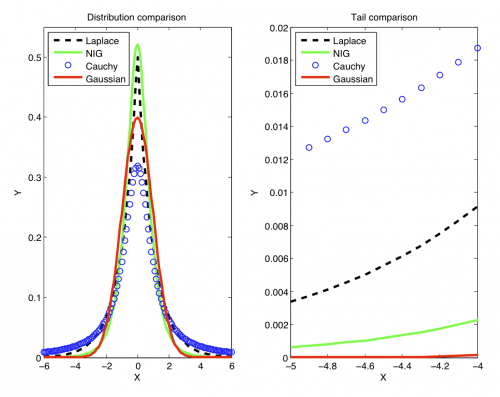 Distribution comparison
Laplace
NIG
Cauchy
Gaussian
0.5
0.4
0.3
0.2
0.1
0
Y
−6 −4 −2 0 2 4 6
X
Tail comparison
Laplace
NIG
Cauchy
Gaussian
0.02
0.018
0.016
0.014
0.012
0.01
0.008
0.006
0.004
0.002
0
Y
−5 −4.8 −4.6 −4.4 −4.2 −4
X